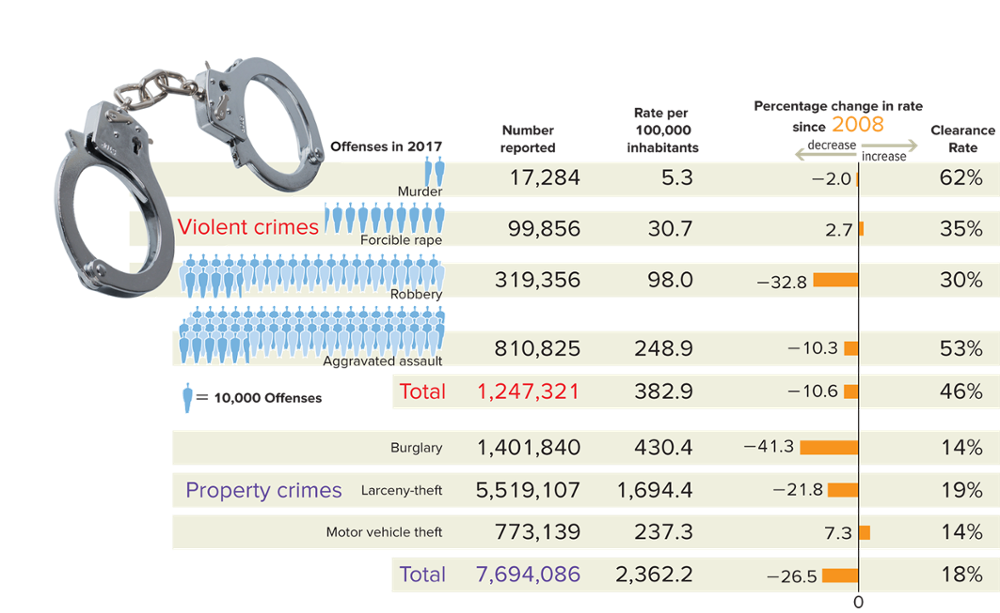 Percentage change in rate
since 2008
Rate per
100,000
inhabitants
Number
reported
Clearance
Rate
Offenses in 2017
decrease
increase
Murder 17,284 5.3 −2.0 62%
Violent crimes
Forcible rape 99,856 30.7 2.7 35%
Robbery 319,356 98.0 −32.8 30%
Aggravated assault 810,825 248.9 −10.3 53%
= 10,000 Offenses
Total 1,247,321 382.9 −10.6 46%
Burglary 1,401,840 430.4 −41.3 14%
Property crimes Larceny-theft 5,519,107 1,694.4 −21.8 19%
Motor vehicle theft 773,139 237.3 7.3 14%
Total 7,694,086 2,362.2 −26.5 18%
0